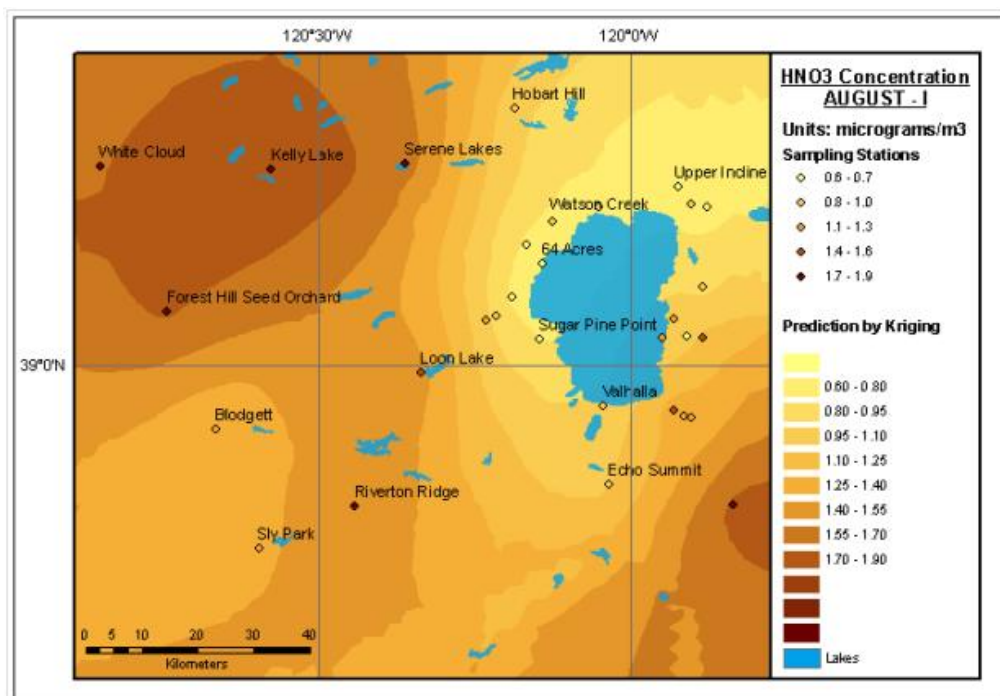 120°30'W 120°0'W
39°0'N
Hobart Hill
White Cloud
Kelly Lake
Serene Lakes
Upper Incline
Watson Creek
64 Acres
Forest Hill Seed Orchard
Sugar Pine Point
Loon Lake
Valhalla
Blodgett
Echo Summit
Riverton Ridge
Sly Park
0 5 10 20 30 40
Kilometers
HNO3 Concentration
AUGUST - I
Units: micrograms/m3
Sampling Stations
0.6 - 0.7
0.8 - 1.0
1.1 - 1.3
1.4 - 1.6
1.7 - 1.9
Prediction by Kriging
0.60 - 0.80
0.80 - 0.95
0.95 - 1.10
1.10 - 1.25
1.25 - 1.40
1.40 - 1.55
1.55 - 1.70
1.70 - 1.90
Lakes